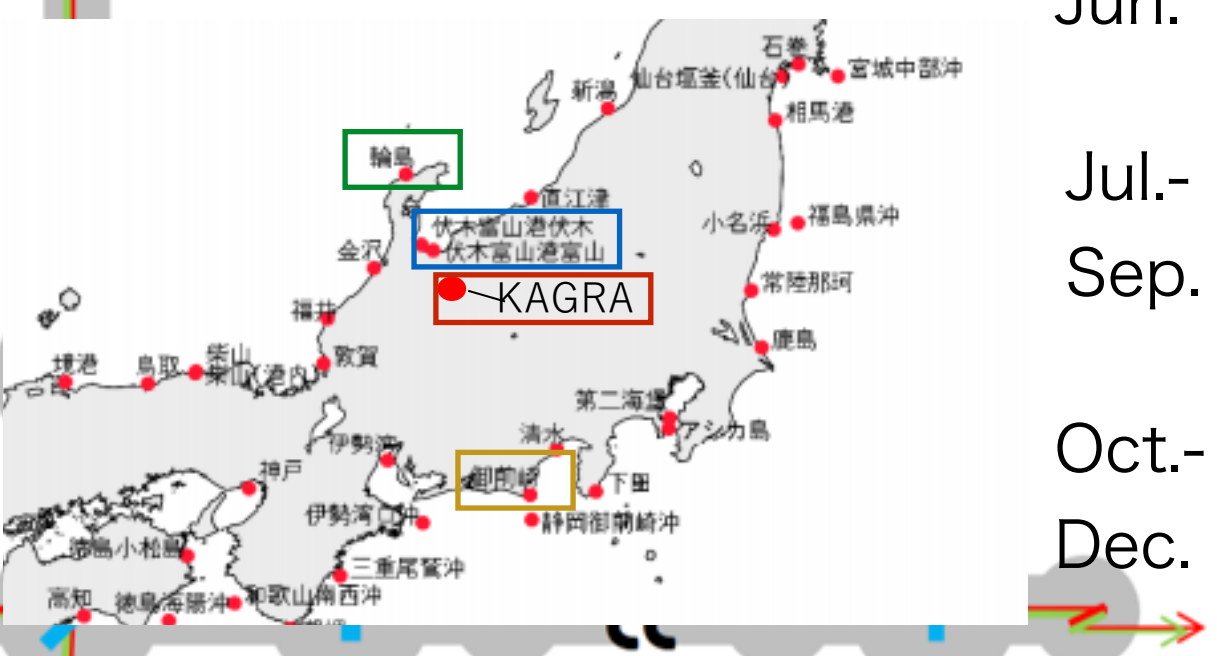 Jun.
石巻
宮城中部沖
仙台塩釜(仙台)
新潟
相馬港
輪島
Jul.-
直江津
小名浜
福島県沖
伏木富山港伏木
伏木富山港富山
金沢
Sep.
常陸那珂
KAGRA
福井
鹿島
境港
鳥取
柴山
柴山(港内)
敦賀
第二海堡
アシカ島
清水
伊勢湾
Oct.-
神戸
御前崎
下田
伊勢湾口沖
静岡御前崎沖
Dec.
徳島小松島
三重尾鷲沖
高知
徳島海陽沖
和歌山南西沖